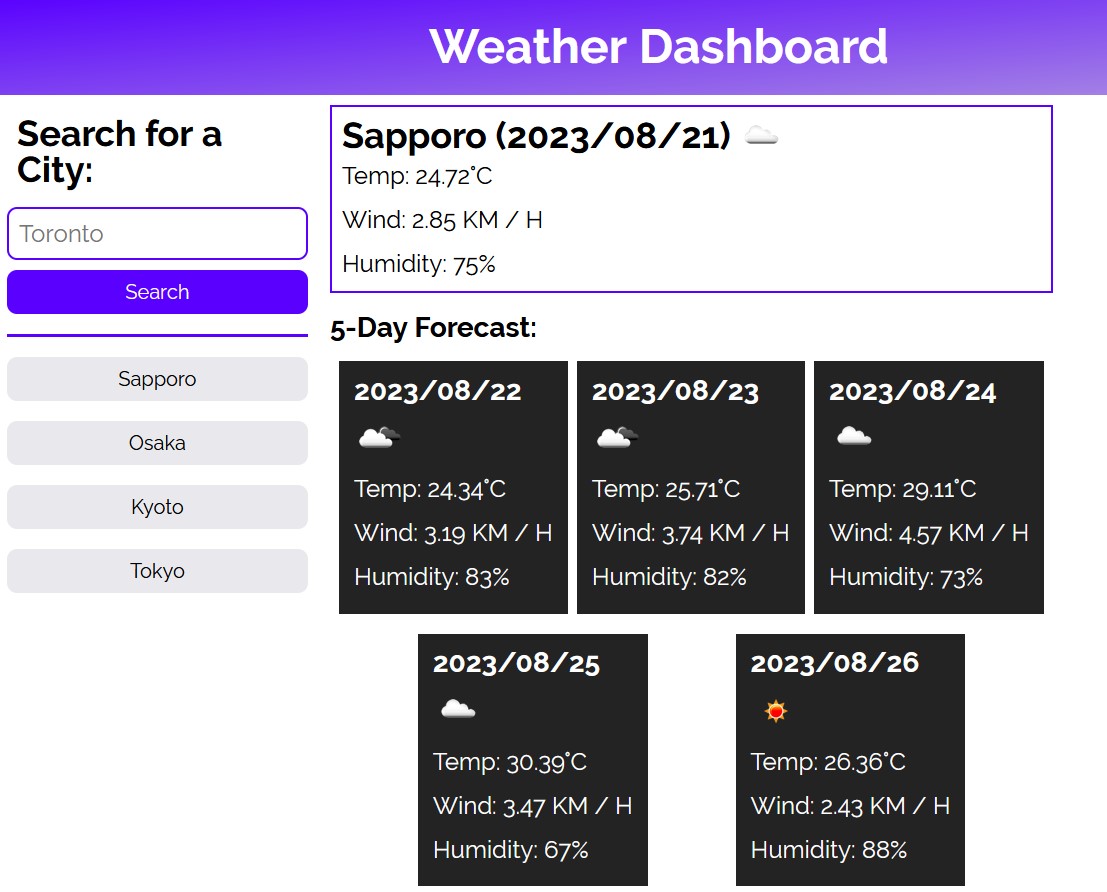 Weather Dashboard
Search for a
City:
Toronto
Search
Sapporo
Osaka
Kyoto
Tokyo
Sapporo (2023/08/21)
Temp: 24.72°C
Wind: 2.85 KM / H
Humidity: 75%
5-Day Forecast:
2023/08/22
Temp: 24.34°C
Wind: 3.19 KM / H
Humidity: 83%
2023/08/23
Temp: 25.71°C
Wind: 3.74 KM / H
Humidity: 82%
2023/08/24
Temp: 29.11°C
Wind: 4.57 KM / H
Humidity: 73%
2023/08/25
Temp: 30.39°C
Wind: 3.47 KM / H
Humidity: 67%
2023/08/26
Temp: 26.36°C
Wind: 2.43 KM / H
Humidity: 88%